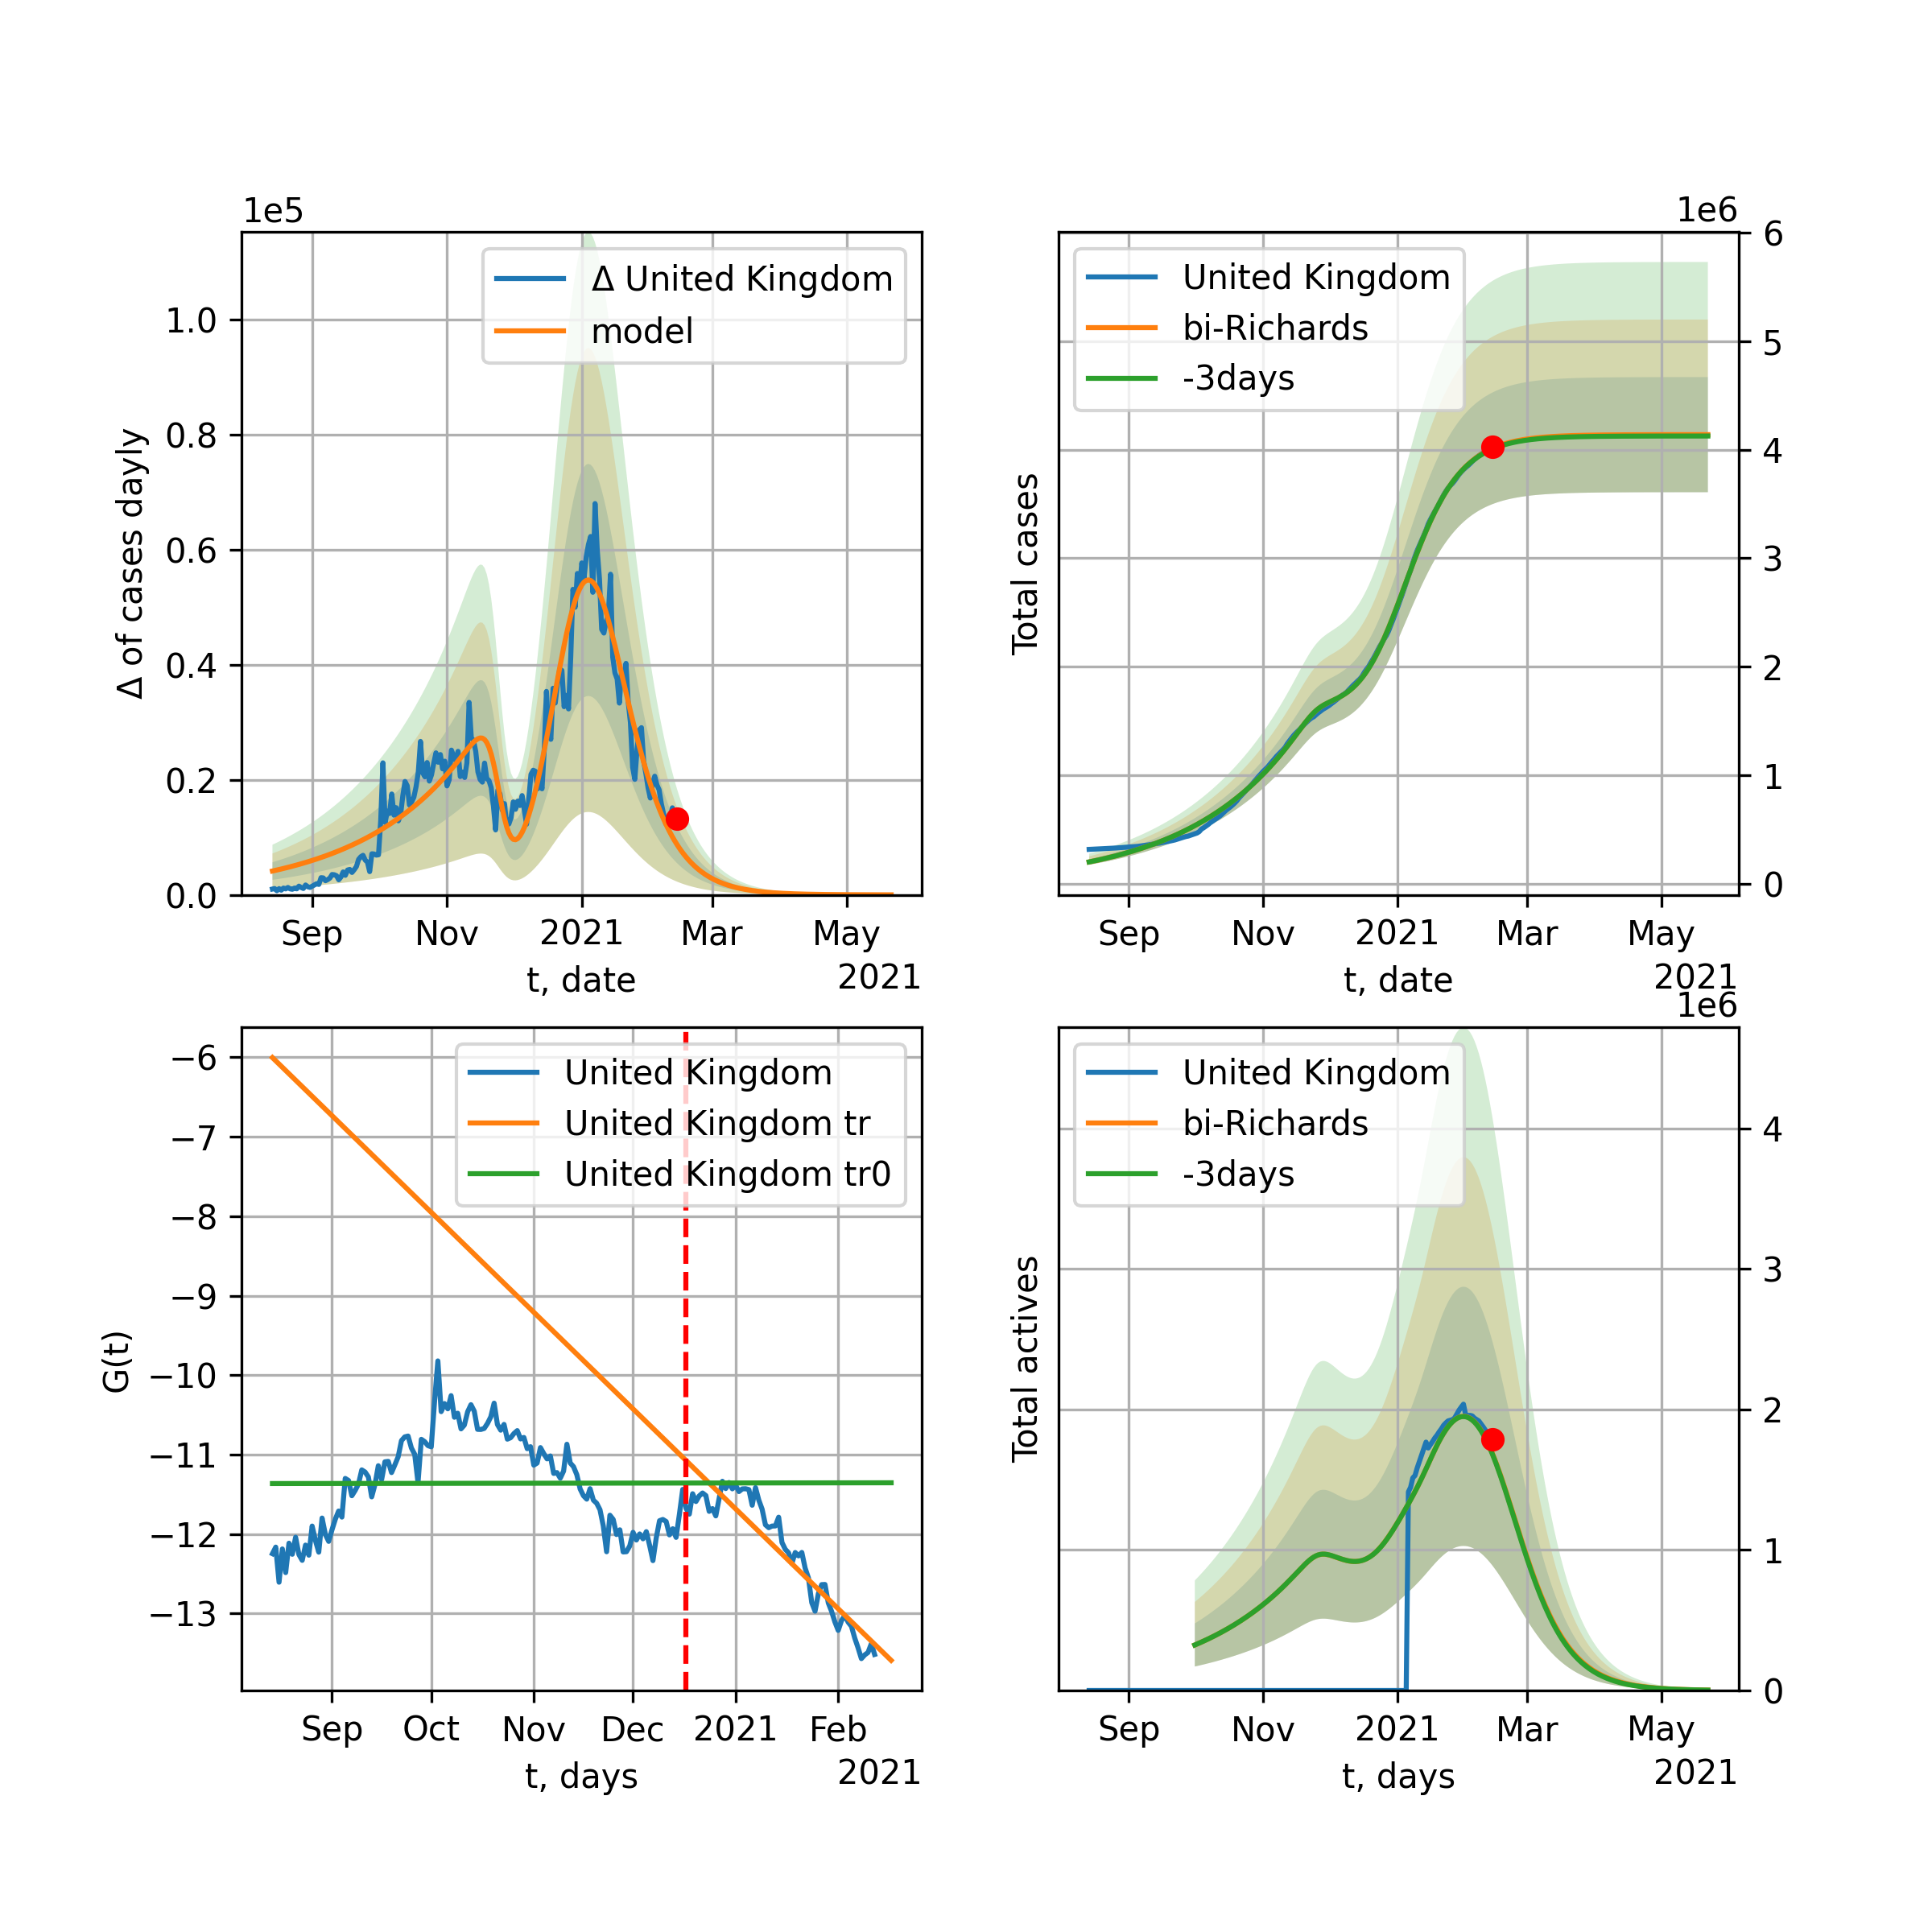 1e5
Δ of cases dayly
1.0
0.8
0.6
0.4
0.2
0.0
Δ United Kingdom
model
Sep Nov 2021 Mar May
t, date
2021
1e6
Total cases
United Kingdom
bi-Richards
-3days
6
5
4
3
2
1
0
Sep Nov 2021 Mar May
t, date
2021
G(t)
−6
−7
−8
−9
−10
−11
−12
−13
United Kingdom
United Kingdom tr
United Kingdom tr0
Sep Oct Nov Dec 2021 Feb
t, days
2021
1e6
Total actives
United Kingdom
bi-Richards
-3days
4
3
2
1
0
Sep Nov 2021 Mar May
t, days
2021